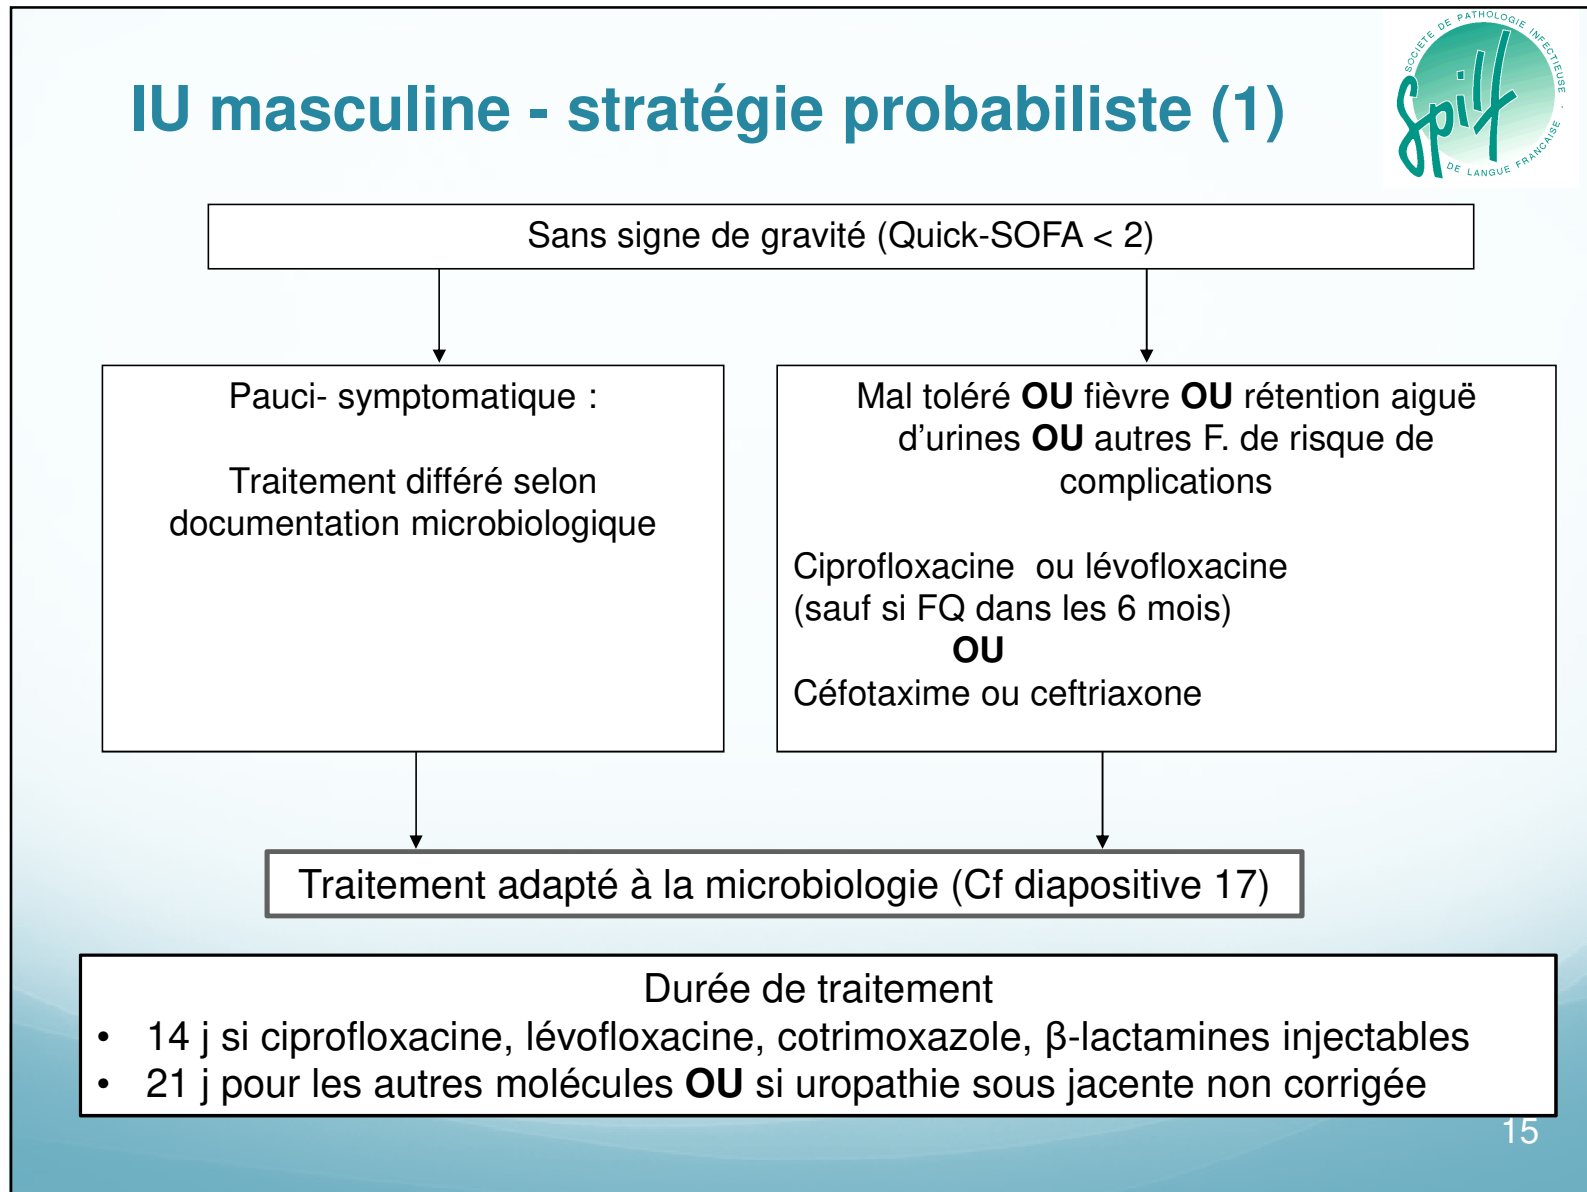 IU masculine - stratégie probabiliste (1)
SOCIETE DE PATHOLOGIE INFECTIEUSE
Spilf
DE LANGUE FRANCAISE
Sans signe de gravité (Quick-SOFA < 2)
Pauci- symptomatique :
Traitement différé selon
documentation microbiologique
Mal toléré OU fièvre OU rétention aiguë
d’urines OU autres F. de risque de
complications
Ciprofloxacine ou lévofloxacine
(sauf si FQ dans les 6 mois)
OU
Céfotaxime ou ceftriaxone
Traitement adapté à la microbiologie (Cf diapositive 17)
Durée de traitement
• 14 j si ciprofloxacine, lévofloxacine, cotrimoxazole, β-lactamines injectables
• 21 j pour les autres molécules OU si uropathie sous jacente non corrigée
15